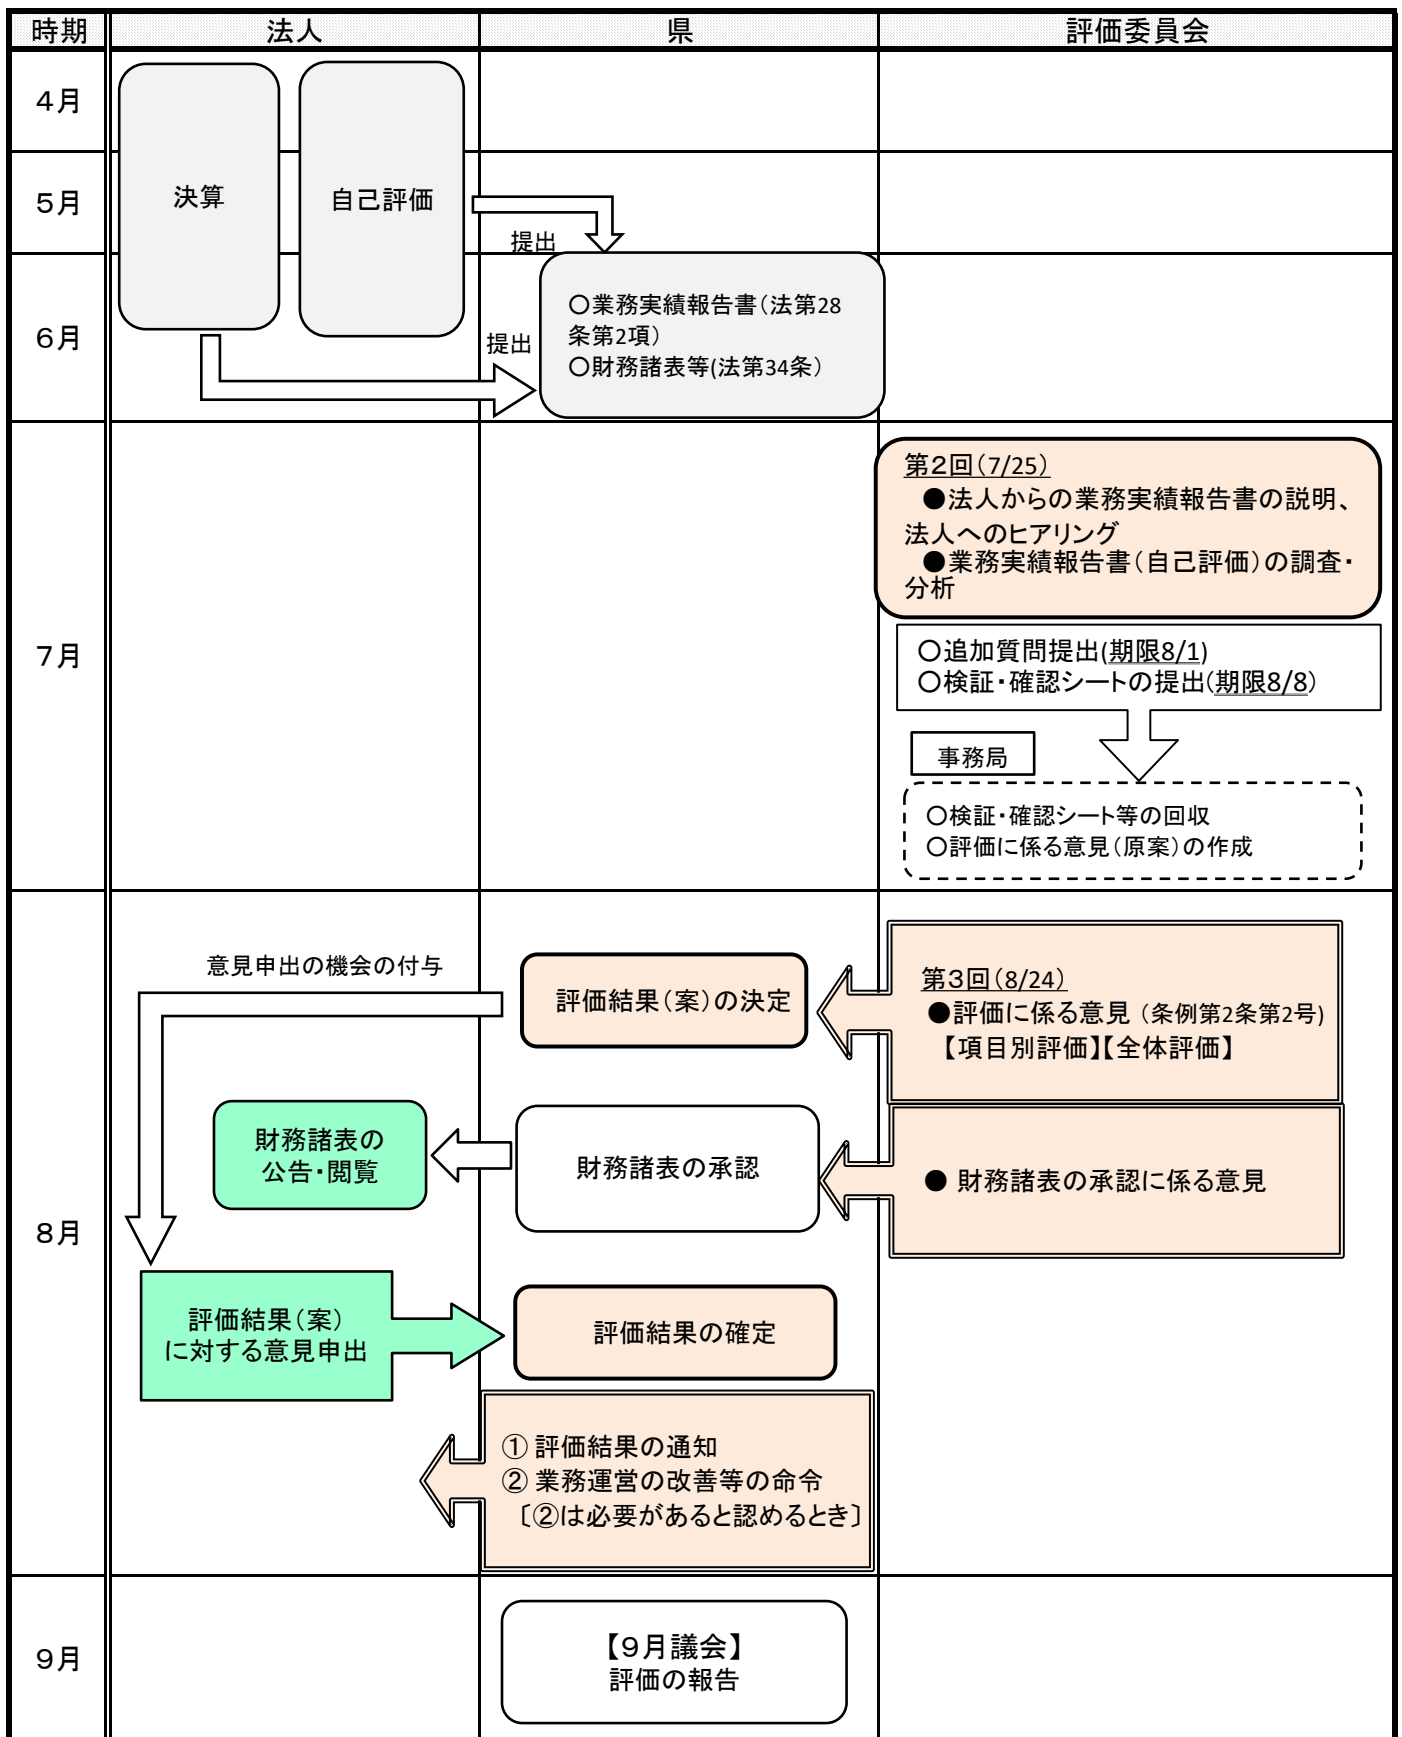 時期 法人 県 評価委員会
4月
5月
決算
自己評価
提出
6月
提出
〇業務実績報告書（法第28
条第2項）
〇財務諸表等(法第34条）
7月
第２回（7/25）
●法人からの業務実績報告書の説明、
法人へのヒアリング
●業務実績報告書（自己評価）の調査・
分析
〇追加質問提出(期限8/1)
〇検証・確認シートの提出（期限8/8）
事務局
〇検証・確認シート等の回収
〇評価に係る意見（原案）の作成
8月
意見申出の機会の付与
評価結果（案）の決定
第３回（8/24）
●評価に係る意見（条例第2条第2号)
【項目別評価】【全体評価】
財務諸表の
公告・閲覧
財務諸表の承認
● 財務諸表の承認に係る意見
評価結果（案）
に対する意見申出
評価結果の確定
① 評価結果の通知
② 業務運営の改善等の命令
〔②は必要があると認めるとき〕
9月
【９月議会】
評価の報告